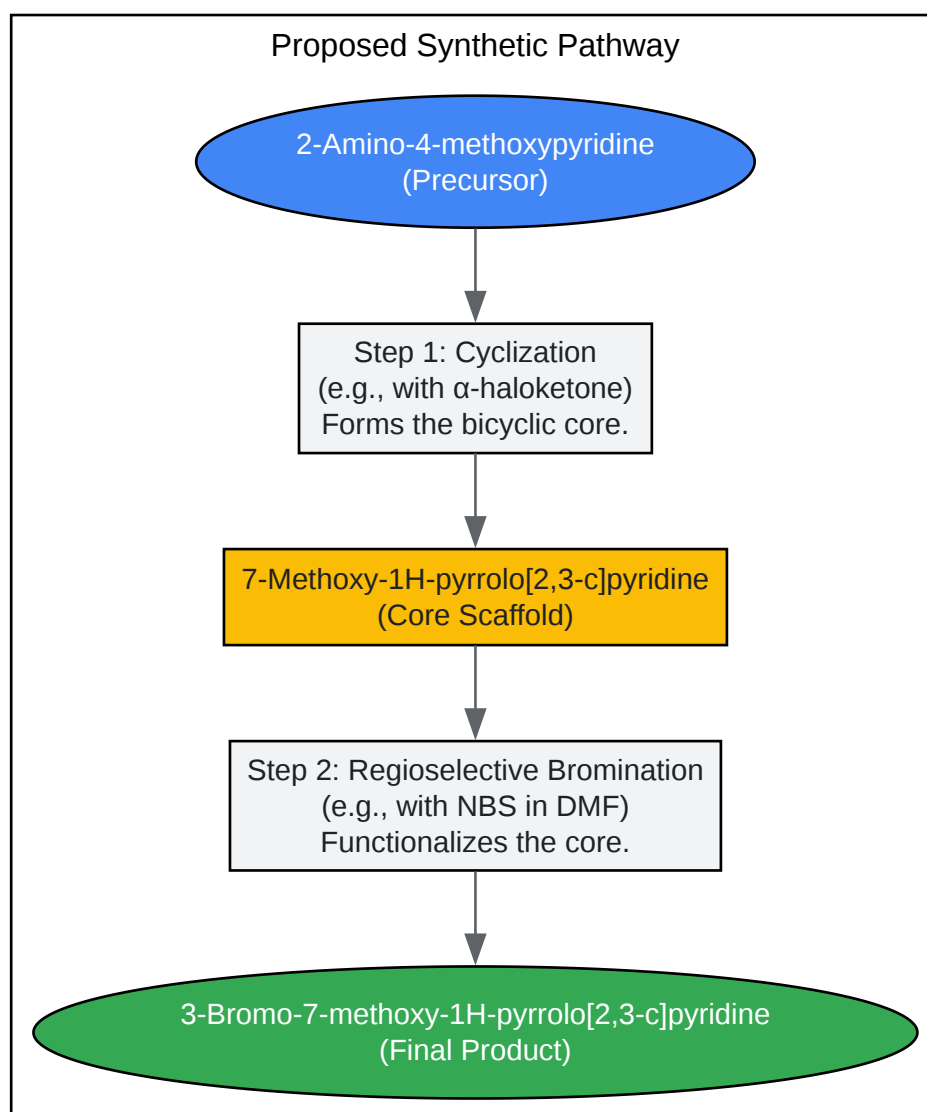 Proposed Synthetic Pathway
2-Amino-4-methoxypyridine
(Precursor)
Step 1: Cyclization
(e.g., with α-haloketone)
Forms the bicyclic core.
7-Methoxy-1H-pyrrolo[2,3-c]pyridine
(Core Scaffold)
Step 2: Regioselective Bromination
(e.g., with NBS in DMF)
Functionalizes the core.
3-Bromo-7-methoxy-1H-pyrrolo[2,3-c]pyridine
(Final Product)